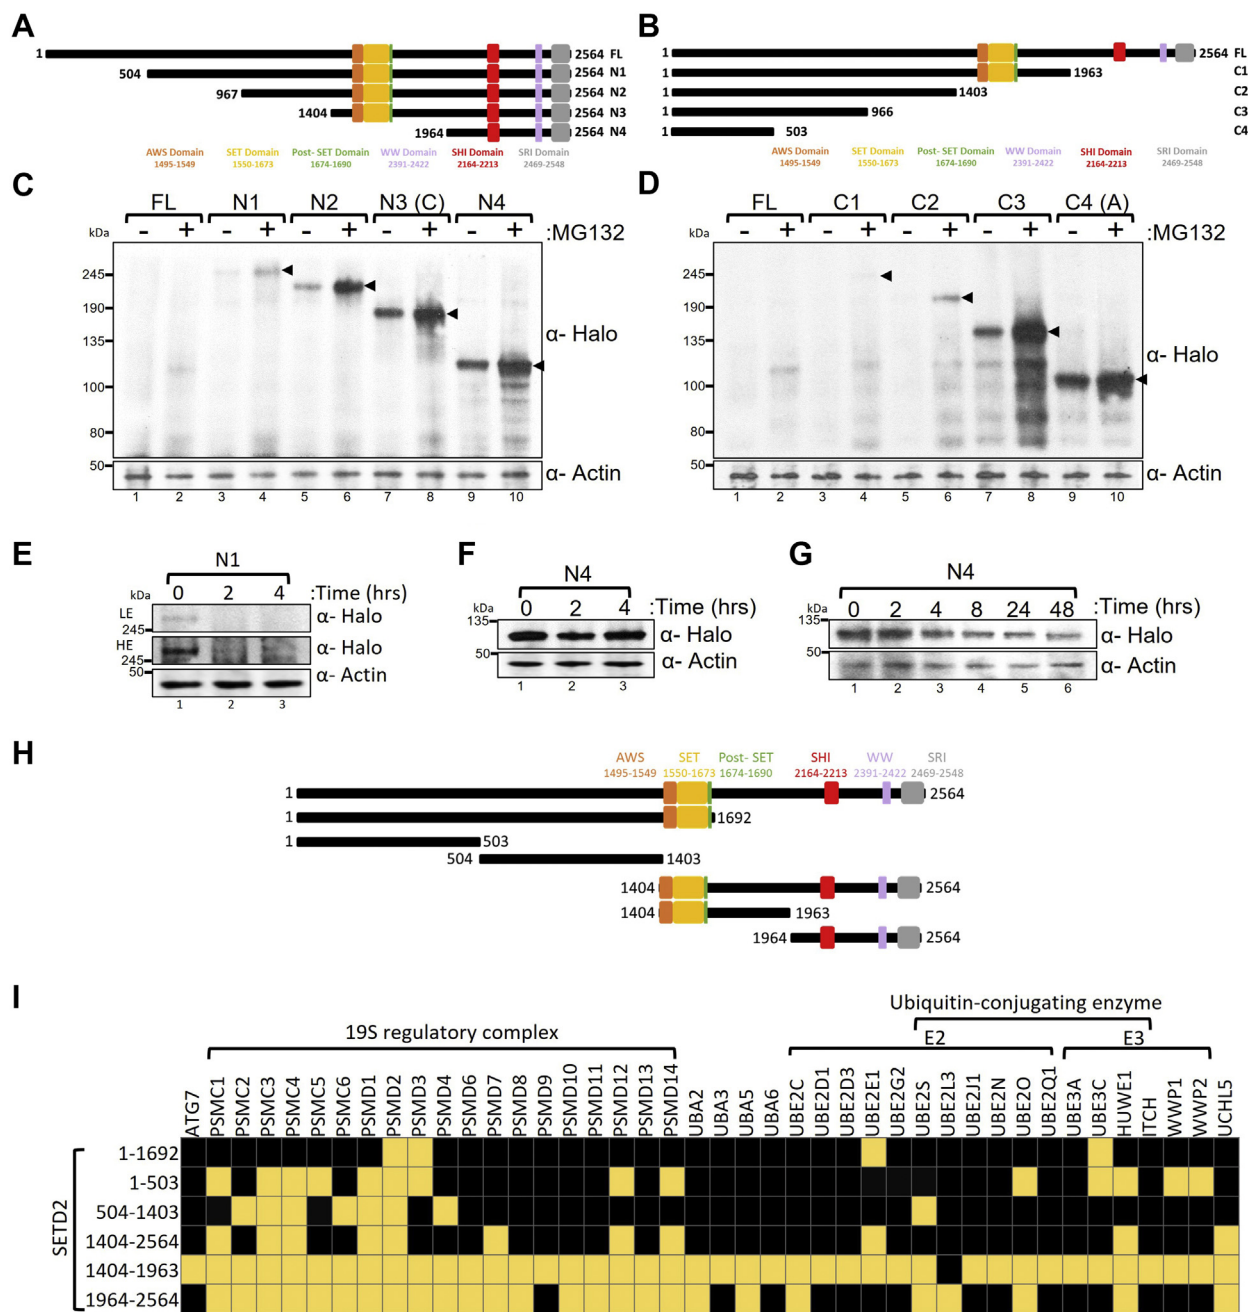 A
1 2564 FL
504 2564 N1
967 2564 N2
1404 2564 N3
1964 2564 N4
AWS Domain SET Domain Post- SET Domain WW Domain SHI Domain SRI Domain
1495-1549 1550-1673 1674-1690 2391-2422 2164-2213 2469-2548
B
1 2564 FL
1 1963 C1
1 1403 C2
1 966 C3
1 503 C4
AWS Domain SET Domain Post- SET Domain WW Domain SHI Domain SRI Domain
1495-1549 1550-1673 1674-1690 2391-2422 2164-2213 2469-2548
C
FL N1 N2 N3 (C) N4
kDa - + - + - + - + - + :MG132
245
190
135
100
80
50
α- Halo
α- Actin
1 2 3 4 5 6 7 8 9 10
D
FL C1 C2 C3 C4 (A)
kDa - + - + - + - + - + :MG132
245
190
135
100
80
50
α- Halo
α- Actin
1 2 3 4 5 6 7 8 9 10
E
N1
kDa 0 2 4 :Time (hrs)
LE 245 α- Halo
HE 245 α- Halo
50 α- Actin
1 2 3
F
N4
kDa 0 2 4 :Time (hrs)
135 α- Halo
50 α- Actin
1 2 3
G
N4
kDa 0 2 4 8 24 48 :Time (hrs)
135 α- Halo
50 α- Actin
1 2 3 4 5 6
H
AWS SET Post- SET SHI WW SRI
1495-1549 1550-1673 1674-1690 2164-2213 2391-2422 2469-2548
1 2564
1 1692
1 503
504 1403
1404 2564
1404 1963
1964 2564
I
Ubiquitin-conjugating enzyme
19S regulatory complex E2 E3
ATG7 PSMC1 PSMC2 PSMC3 PSMC4 PSMC5 PSMC6 PSMD1 PSMD2 PSMD3 PSMD4 PSMD6 PSMD7 PSMD8 PSMD9 PSMD10 PSMD11 PSMD12 PSMD13 PSMD14 UBA2 UBA3 UBA5 UBA6 UBE2C UBE2D1 UBE2D3 UBE2E1 UBE2G2 UBE2S UBE2L3 UBE2J1 UBE2N UBE2O UBE2Q1 UBE3A UBE3C HUWE1 ITCH WWP1 WWP2 UCHL5
SETD2
1-1692
1-503
504-1403
1404-2564
1404-1963
1964-2564